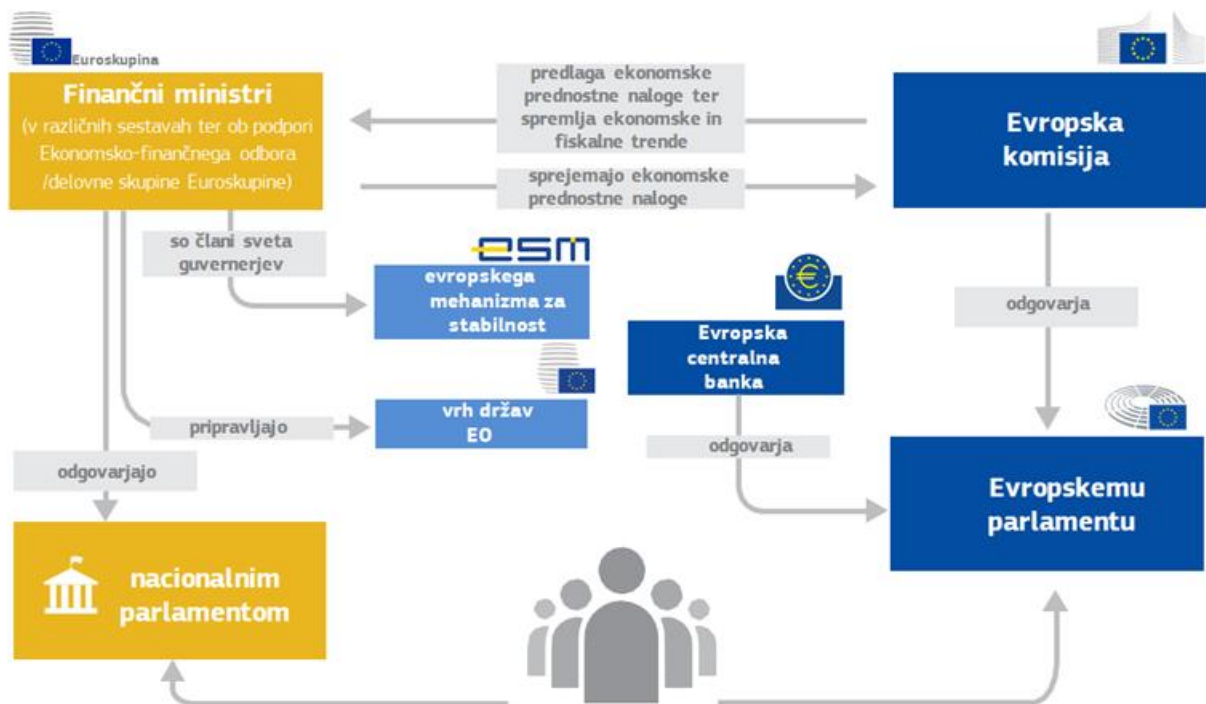 Euroskupina
Finančni ministri
(v različnih sestavah ter ob podpori
Ekonomsko-finančnega odbora
/delovne skupine Euroskupine)
predlaga ekonomske
prednostne naloge ter
spremlja ekonomske in
fiskalne trende
sprejemajo ekonomske
prednostne naloge
Evropska
komisija
so člani sveta
guvernerjev
esm
evropskega
mehanizma za
stabilnost
€
Evropska
centralna
banka
odgovarja
vrh držav
EO
pripravljajo
odgovarja
odgovarjajo
Evropskemu
parlamentu
nacionalnim
parlamentom